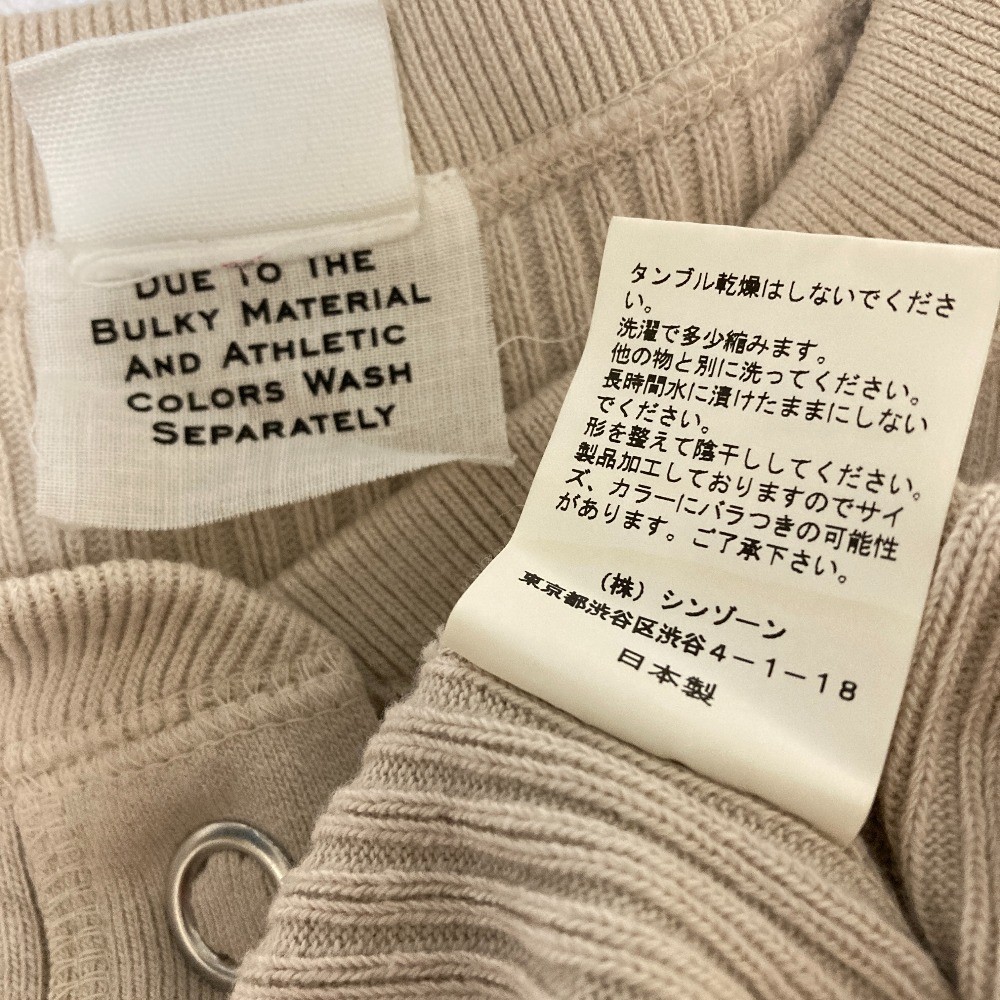 DUE TO THE
BULKY MATERIAL
AND ATHLETIC
COLORS WASH
SEPARATELY
タンブル乾燥はしないでくださ
い。
洗濯で多少縮みます。
他の物と別に洗ってください。
長時間水に漬けたままにしない
でください。
形を整えて陰干ししてください。
製品加工しておりますのでサイ
ズ、カラーにバラつきの可能性
があります。ご了承下さい。
(株)シンゾーン
東京都渋谷区渋谷4-1-18
日本製